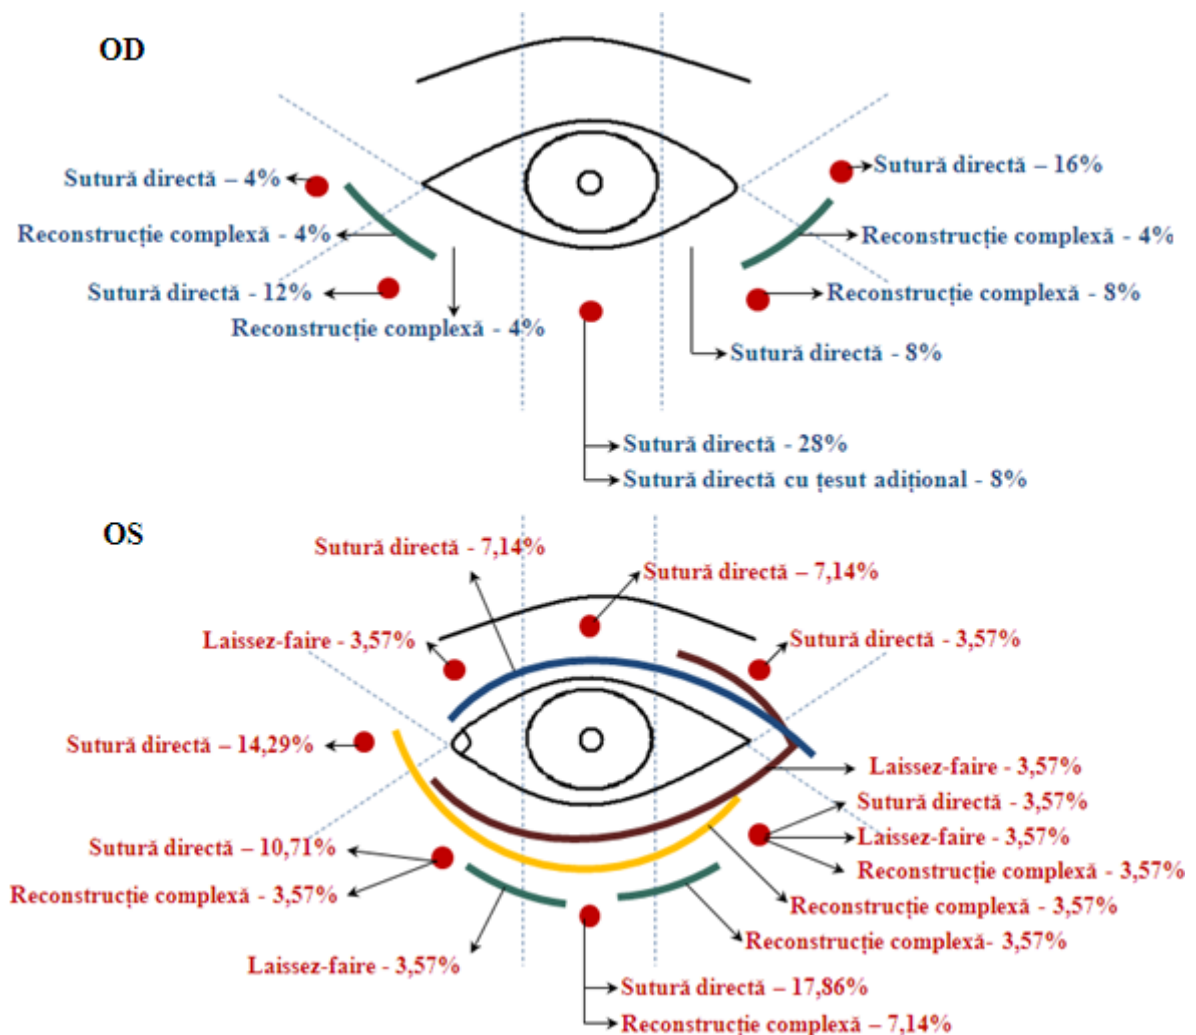 OD
Sutură directă – 4%
Sutură directă – 16%
Reconstrucție complexă - 4%
Reconstrucție complexă - 4%
Sutură directă - 12%
Reconstrucție complexă - 8%
Reconstrucție complexă - 4%
Sutură directă - 8%
Sutură directă - 28%
Sutură directă cu țesut adițional - 8%
OS
Sutură directă - 7,14%
Sutură directă – 7,14%
Laissez-faire - 3,57%
Sutură directă – 3,57%
Sutură directă – 14,29%
Laissez-faire - 3,57%
Sutură directă - 3,57%
Laissez-faire - 3,57%
Sutură directă – 10,71%
Reconstrucție complexă - 3,57%
Reconstrucție complexă - 3,57%
Reconstrucție complexă - 3,57%
Reconstrucție complexă- 3,57%
Laissez-faire - 3,57%
Sutură directă – 17,86%
Reconstrucție complexă - 7,14%